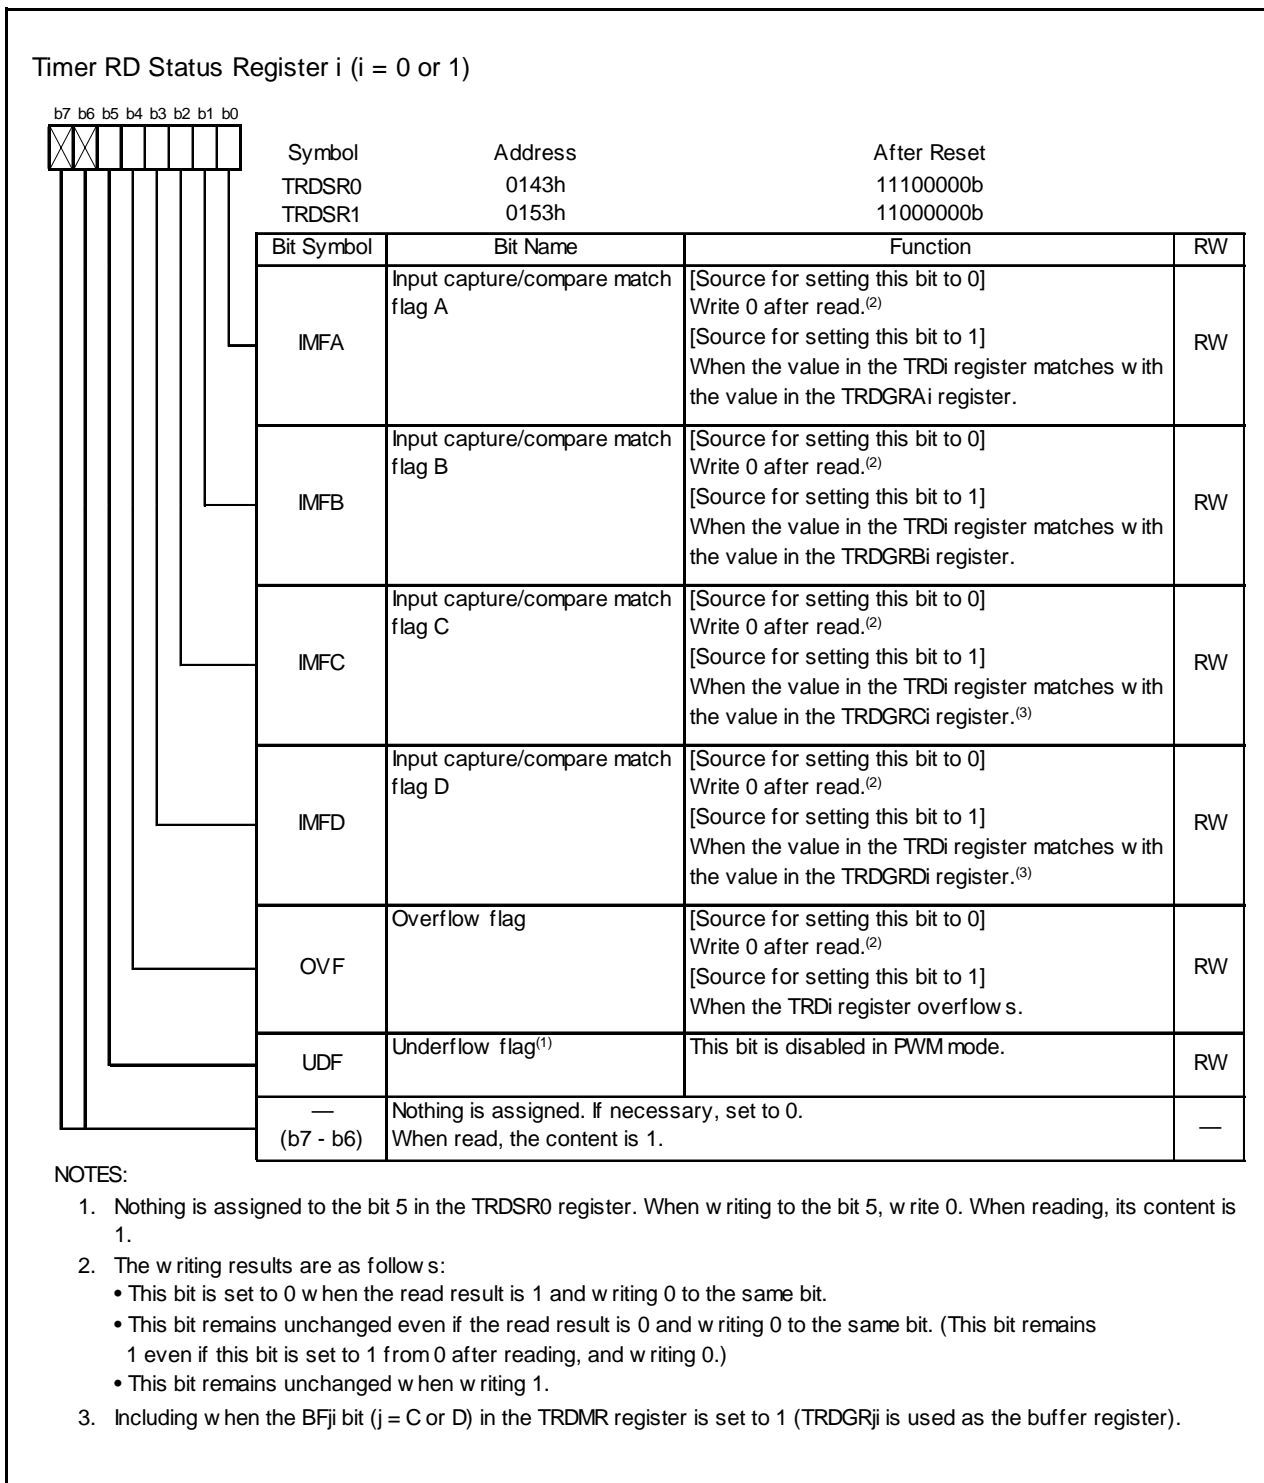 Timer RD Status Register i (i = 0 or 1)
b7 b6 b5 b4 b3 b2 b1 b0
Symbol Address After Reset
TRDSR0 0143h 11100000b
TRDSR1 0153h 11000000b
Bit Symbol Bit Name Function RW
IMFA
Input capture/compare match
flag A
[Source for setting this bit to 0]
Write 0 after read.(2)
[Source for setting this bit to 1]
When the value in the TRDi register matches with
the value in the TRDGRAi register.
RW
IMFB
Input capture/compare match
flag B
[Source for setting this bit to 0]
Write 0 after read.(2)
[Source for setting this bit to 1]
When the value in the TRDi register matches with
the value in the TRDGRBi register.
RW
IMFC
Input capture/compare match
flag C
[Source for setting this bit to 0]
Write 0 after read.(2)
[Source for setting this bit to 1]
When the value in the TRDi register matches with
the value in the TRDGRCi register.(3)
RW
IMFD
Input capture/compare match
flag D
[Source for setting this bit to 0]
Write 0 after read.(2)
[Source for setting this bit to 1]
When the value in the TRDi register matches with
the value in the TRDGRDi register.(3)
RW
OVF
Overflow flag
[Source for setting this bit to 0]
Write 0 after read.(2)
[Source for setting this bit to 1]
When the TRDi register overflows.
RW
UDF
Underflow flag(1)
This bit is disabled in PWM mode.
RW
—
(b7 - b6)
Nothing is assigned. If necessary, set to 0.
When read, the content is 1.
—
NOTES:
1. Nothing is assigned to the bit 5 in the TRDSR0 register. When writing to the bit 5, write 0. When reading, its content is
1.
2. The writing results are as follows:
• This bit is set to 0 when the read result is 1 and writing 0 to the same bit.
• This bit remains unchanged even if the read result is 0 and writing 0 to the same bit. (This bit remains
1 even if this bit is set to 1 from 0 after reading, and writing 0.)
• This bit remains unchanged when writing 1.
3. Including when the BFji bit (j = C or D) in the TRDMR register is set to 1 (TRDGRji is used as the buffer register).